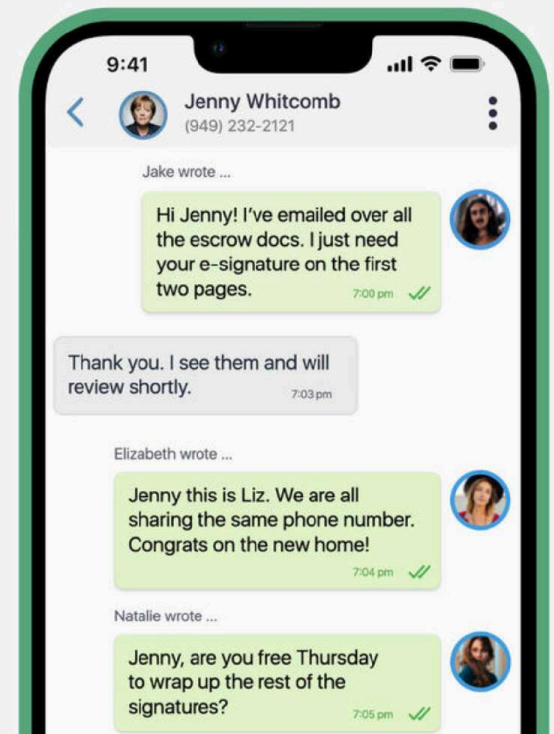 9:41
Jenny Whitcomb
(949) 232-2121
Jake wrote ...
Hi Jenny! I've emailed over all
the escrow docs. I just need
your e-signature on the first
two pages.
7:00 pm
Thank you. I see them and will
review shortly.
7:03 pm
Elizabeth wrote ...
Jenny this is Liz. We are all
sharing the same phone number.
Congrats on the new home!
7:04 pm
Natalie wrote ...
Jenny, are you free Thursday
to wrap up the rest of the
signatures?
7:05 pm